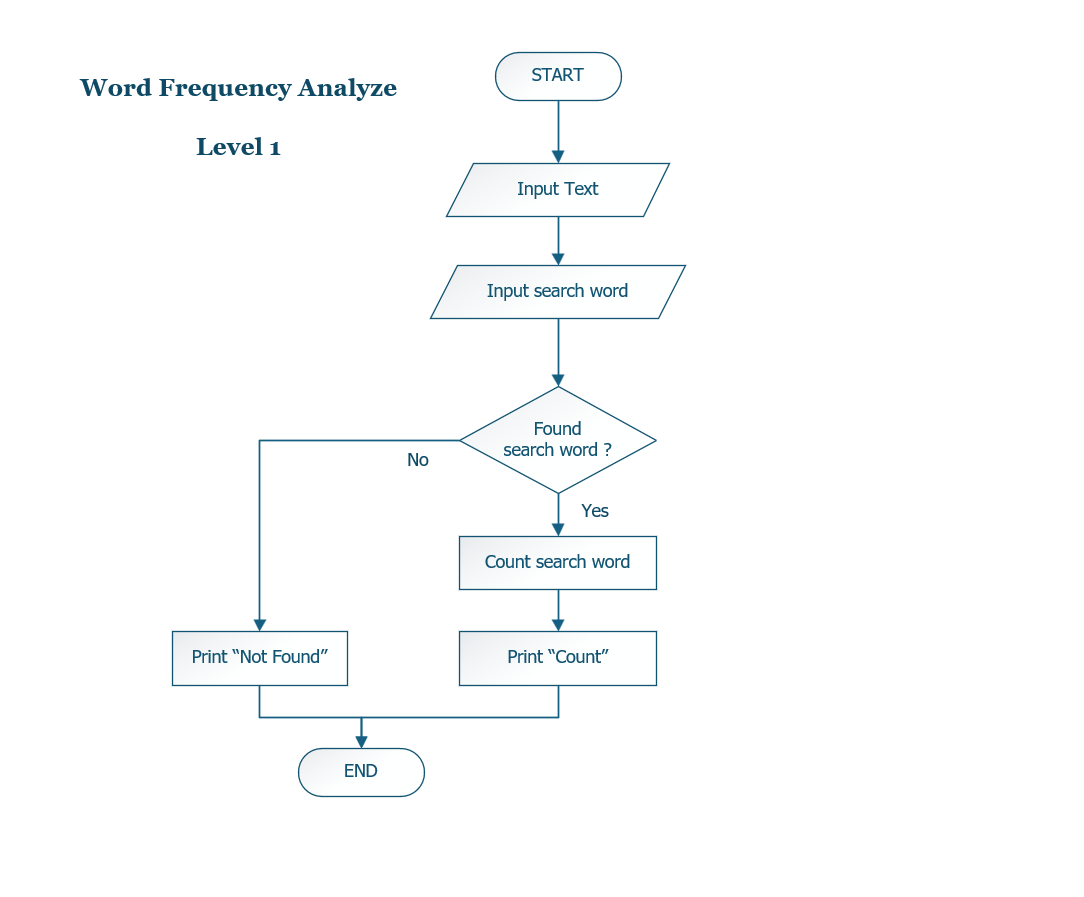 Word Frequency Analyze
Level 1
START
Input Text
Input search word
Found
search word ?
No
Yes
Count search word
Print “Not Found”
Print “Count”
END